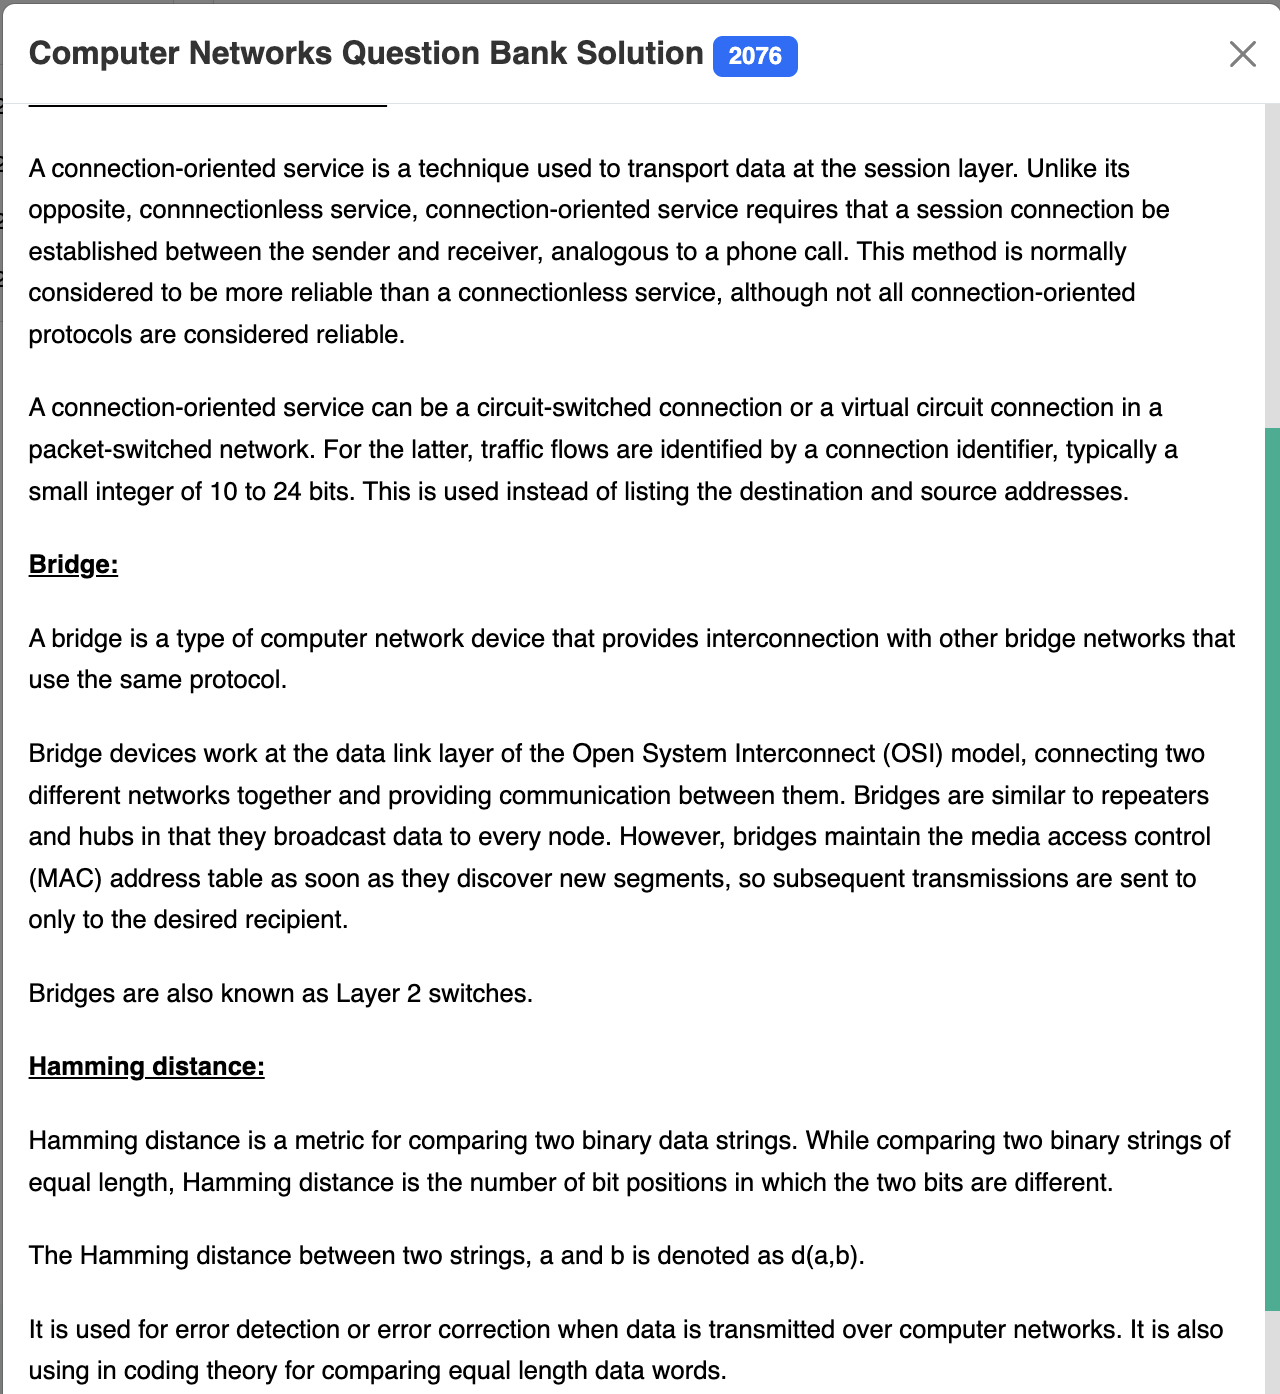 Computer Networks Question Bank Solution 2076
A connection-oriented service is a technique used to transport data at the session layer. Unlike its
opposite, connnectionless service, connection-oriented service requires that a session connection be
established between the sender and receiver, analogous to a phone call. This method is normally
considered to be more reliable than a connectionless service, although not all connection-oriented
protocols are considered reliable.
A connection-oriented service can be a circuit-switched connection or a virtual circuit connection in a
packet-switched network. For the latter, traffic flows are identified by a connection identifier, typically a
small integer of 10 to 24 bits. This is used instead of listing the destination and source addresses.
Bridge:
A bridge is a type of computer network device that provides interconnection with other bridge networks that
use the same protocol.
Bridge devices work at the data link layer of the Open System Interconnect (OSI) model, connecting two
different networks together and providing communication between them. Bridges are similar to repeaters
and hubs in that they broadcast data to every node. However, bridges maintain the media access control
(MAC) address table as soon as they discover new segments, so subsequent transmissions are sent to
only to the desired recipient.
Bridges are also known as Layer 2 switches.
Hamming distance:
Hamming distance is a metric for comparing two binary data strings. While comparing two binary strings of
equal length, Hamming distance is the number of bit positions in which the two bits are different.
The Hamming distance between two strings, a and b is denoted as d(a,b).
It is used for error detection or error correction when data is transmitted over computer networks. It is also
using in coding theory for comparing equal length data words.